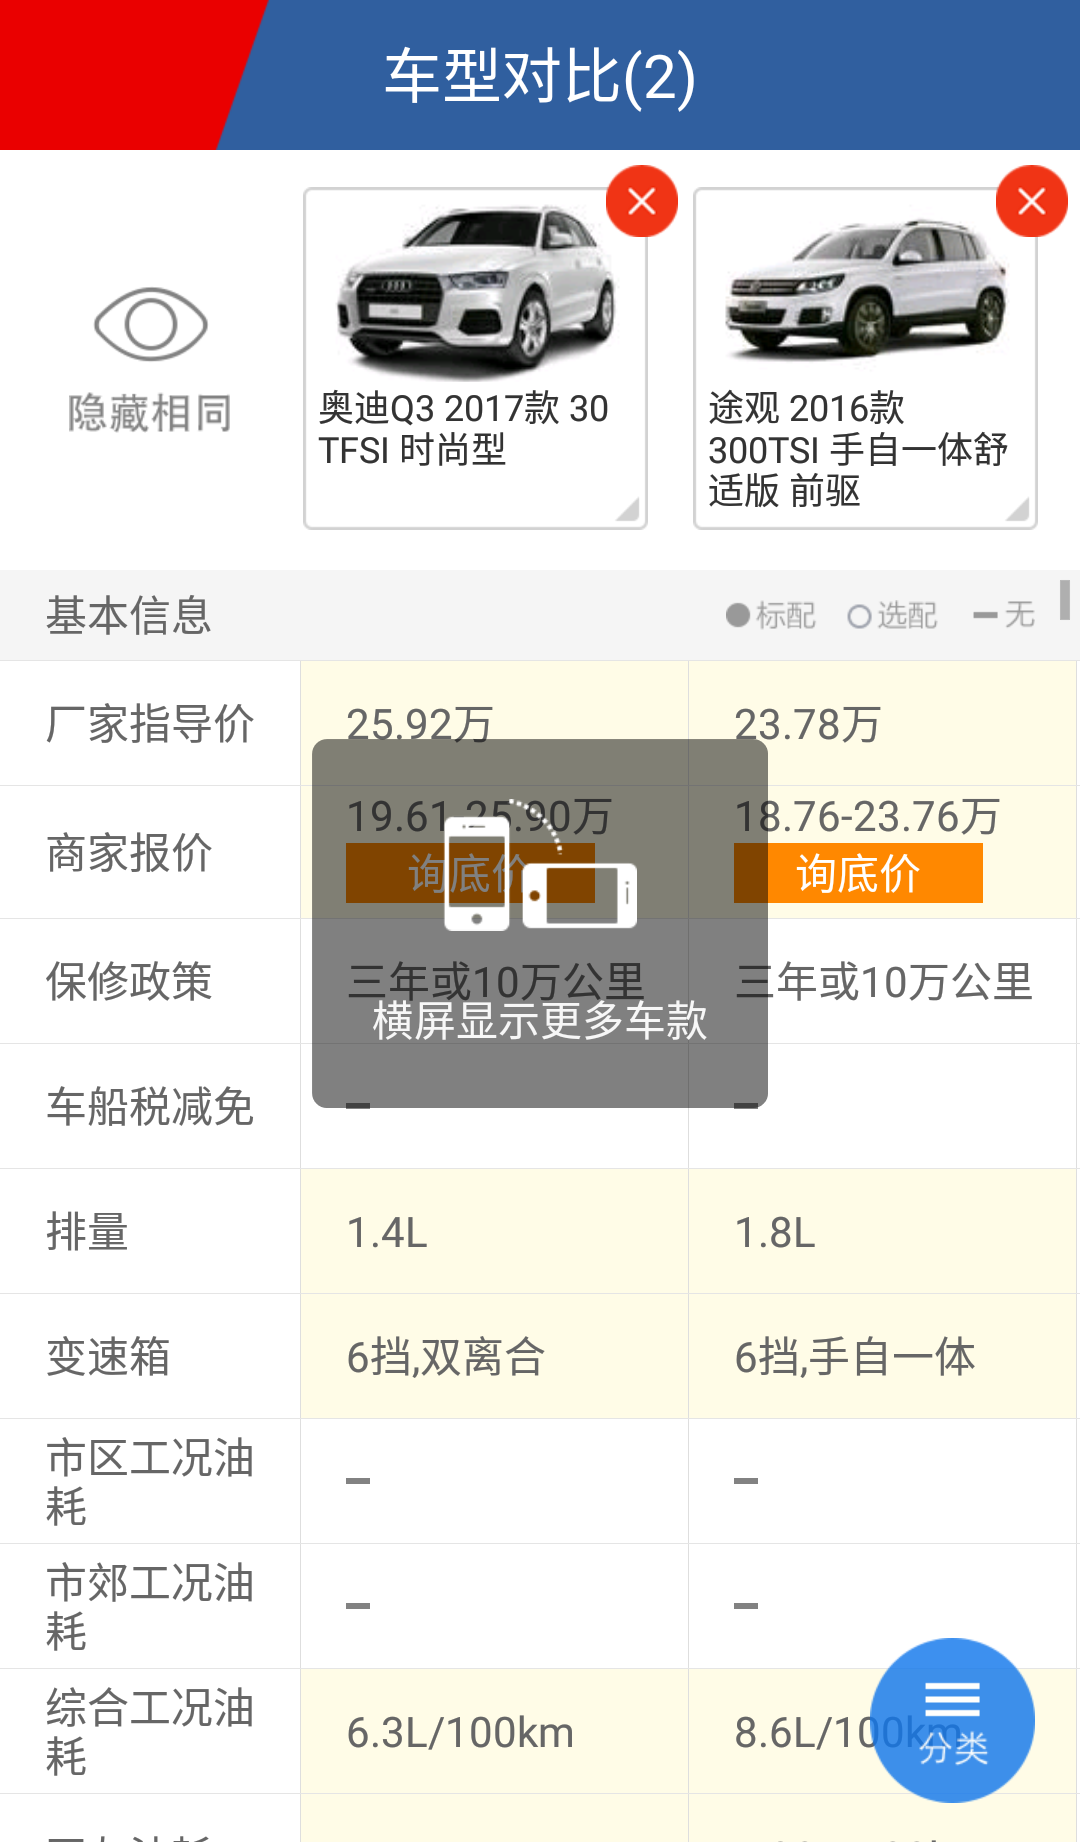 车型对比(2)
隐藏相同
奥迪Q3 2017款 30
TFSI 时尚型
途观 2016款
300TSI 手自一体舒
适版 前驱
基本信息
标配 选配 无
厂家指导价 25.92万 23.78万
商家报价 19.61-25.90万 18.76-23.76万
询底价 询底价
保修政策 三年或10万公里 三年或10万公里
横屏显示更多车款
车船税减免 – –
排量 1.4L 1.8L
变速箱 6挡,双离合 6挡,手自一体
市区工况油
耗 – –
市郊工况油
耗 – –
综合工况油
耗 6.3L/100km 8.6L/100km
分类